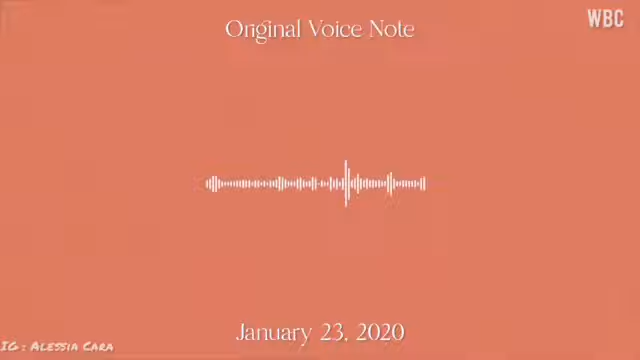 Original Voice Note
WBC
January 23, 2020
IG : Alessia Cara